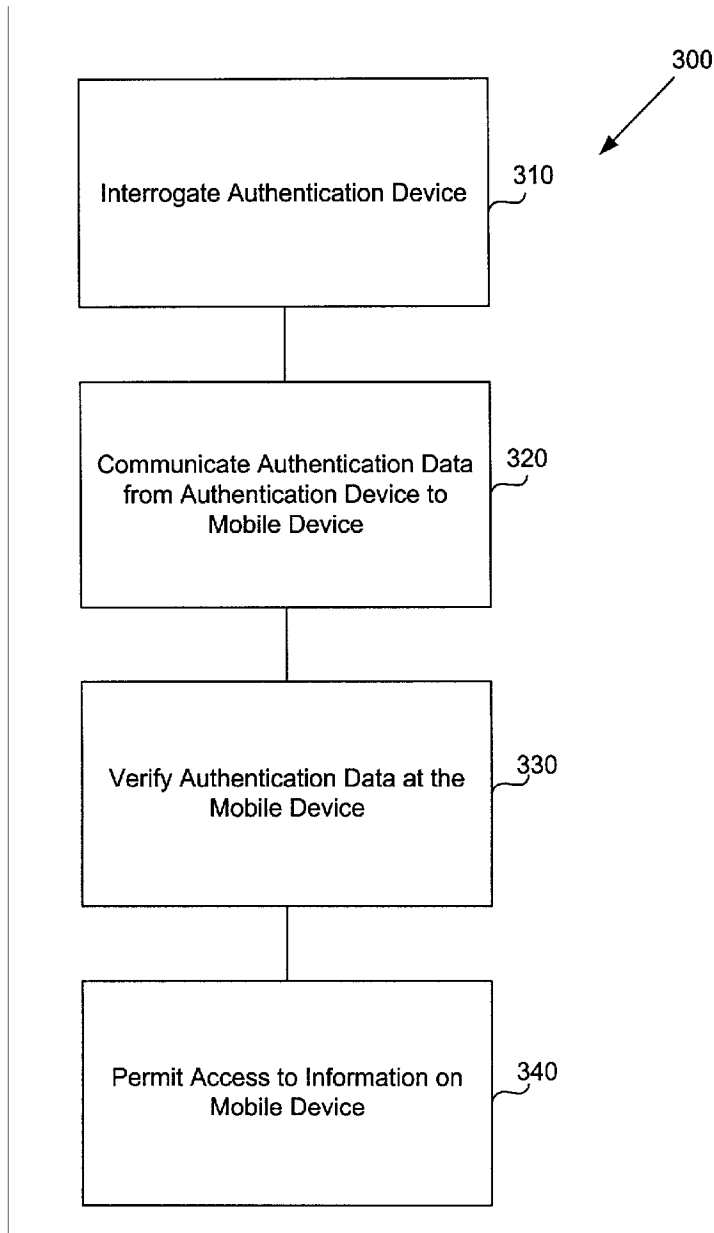 300
Interrogate Authentication Device
310
Communicate Authentication Data
from Authentication Device to
Mobile Device
320
Verify Authentication Data at the
Mobile Device
330
Permit Access to Information on
Mobile Device
340